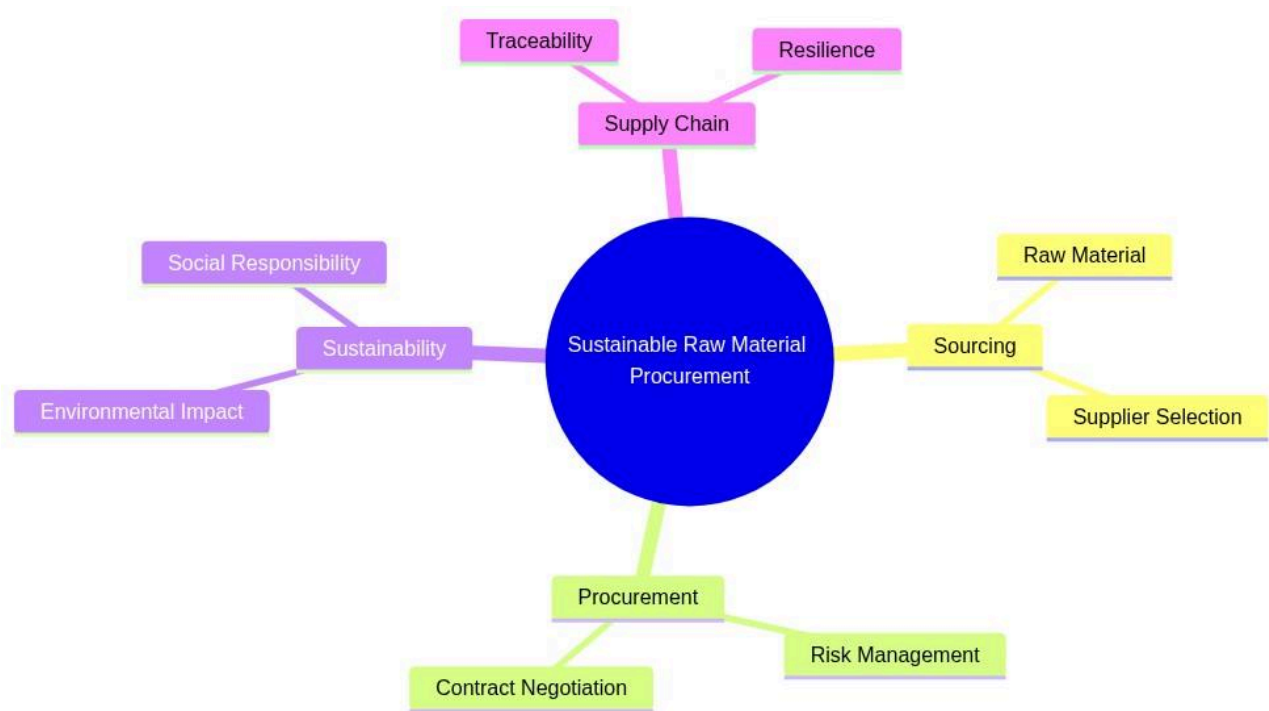 Traceability
Resilience
Supply Chain
Social Responsibility
Raw Material
Sustainability
Sustainable Raw Material
Procurement
Sourcing
Environmental Impact
Supplier Selection
Procurement
Risk Management
Contract Negotiation